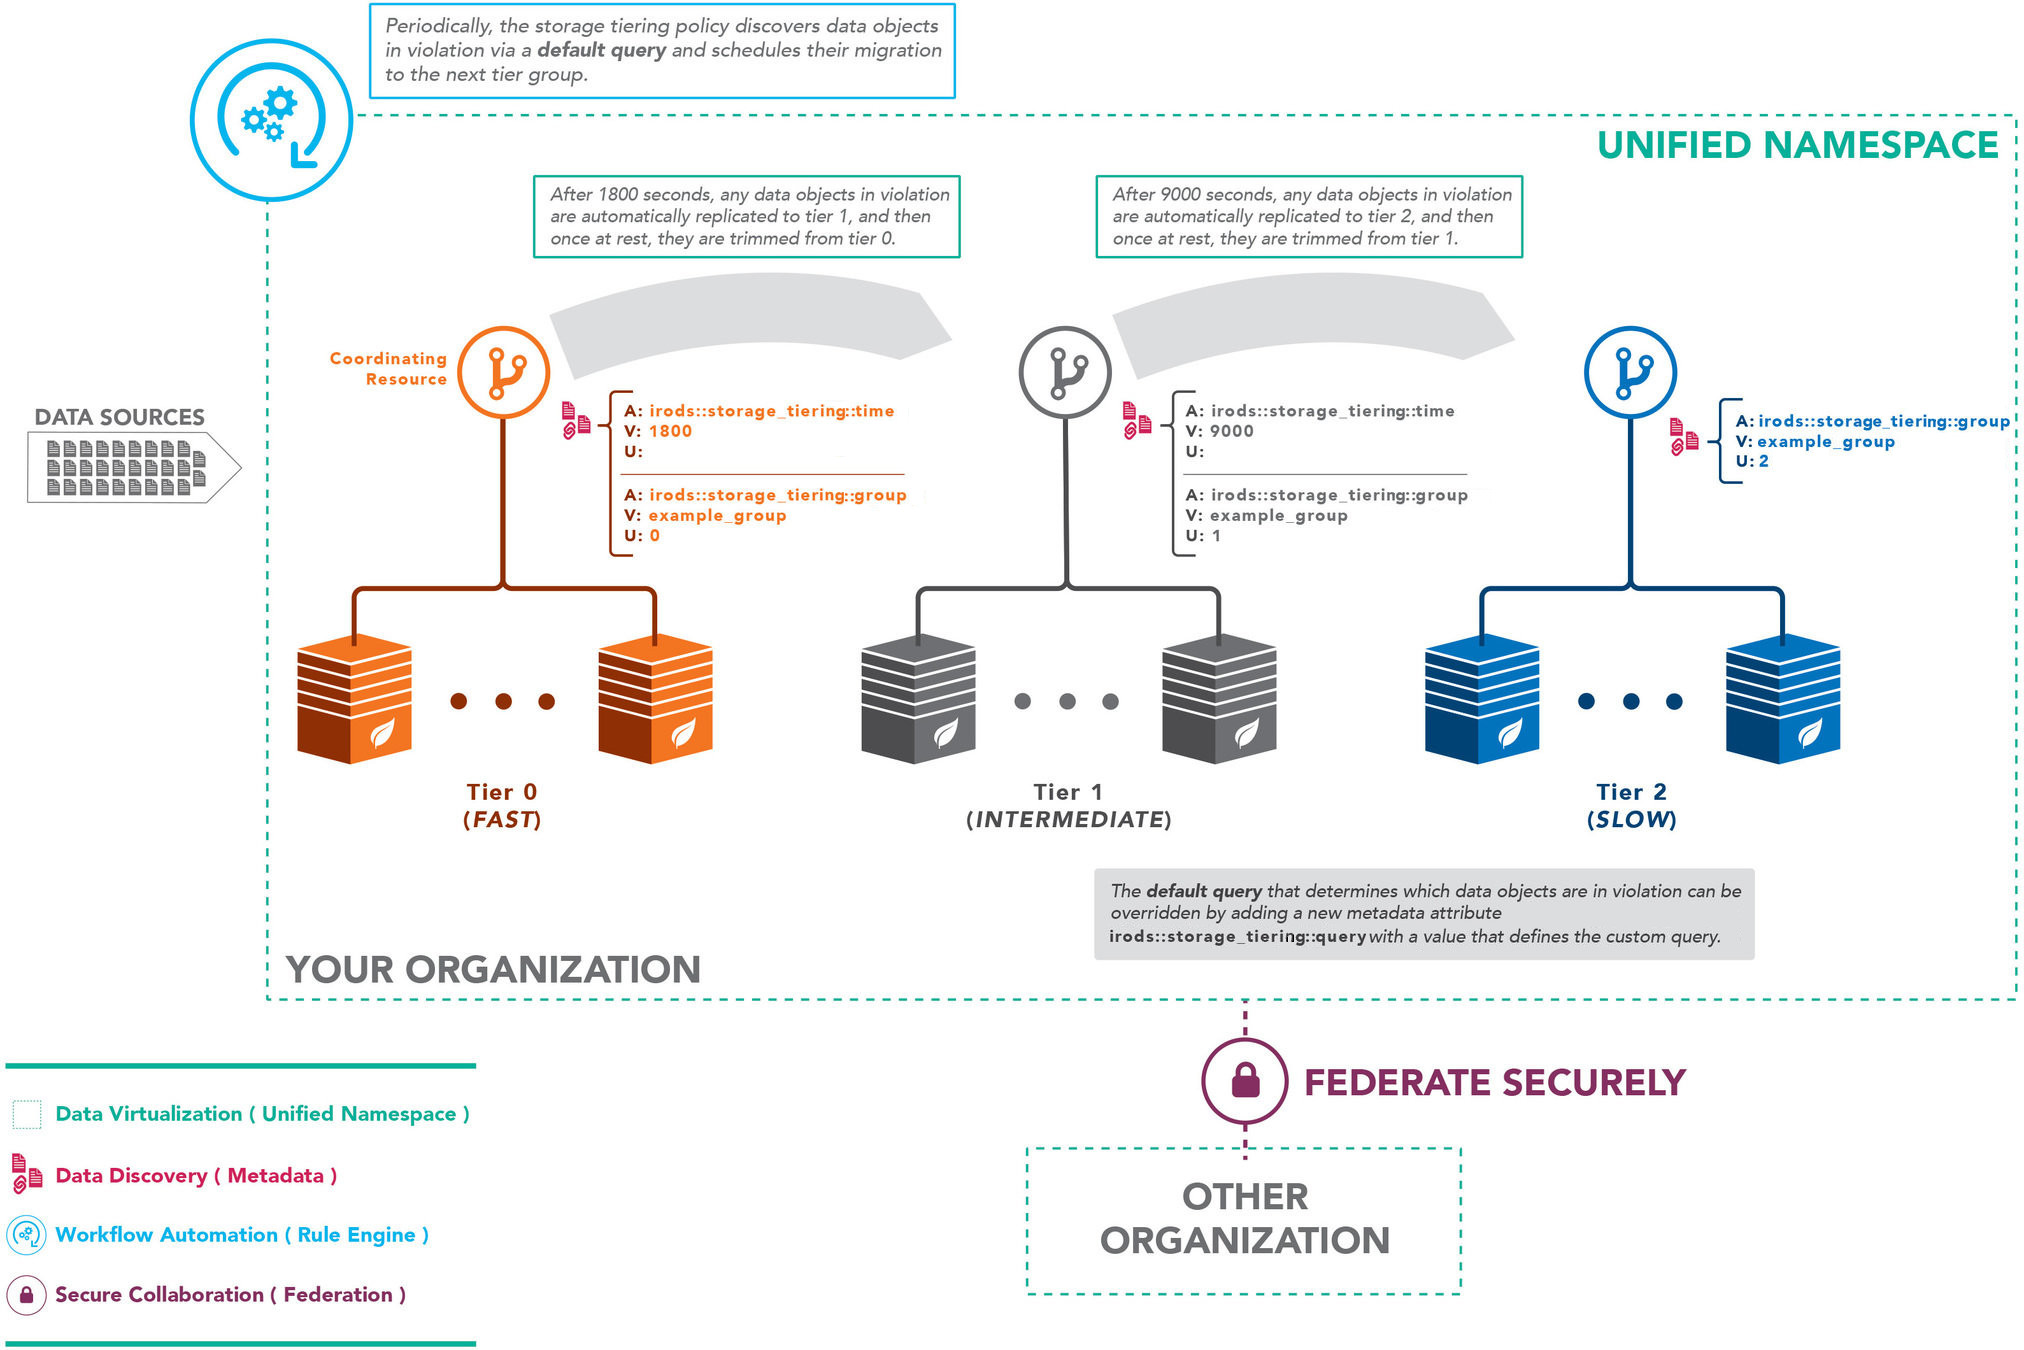 Periodically, the storage tiering policy discovers data objects
in violation via a default query and schedules their migration
to the next tier group.
UNIFIED NAMESPACE
After 1800 seconds, any data objects in violation
are automatically replicated to tier 1, and then
once at rest, they are trimmed from tier 0.
After 9000 seconds, any data objects in violation
are automatically replicated to tier 2, and then
once at rest, they are trimmed from tier 1.
Coordinating
Resource
DATA SOURCES
A: irods::storage_tiering::time
V: 1800
U:
A: irods::storage_tiering::group
V: example_group
U: 0
A: irods::storage_tiering::time
V: 9000
U:
A: irods::storage_tiering::group
V: example_group
U: 1
A: irods::storage_tiering::group
V: example_group
U: 2
Tier 0
(FAST)
Tier 1
(INTERMEDIATE)
Tier 2
(SLOW)
The default query that determines which data objects are in violation can be
overridden by adding a new metadata attribute
irods::storage_tiering::query with a value that defines the custom query.
YOUR ORGANIZATION
FEDERATE SECURELY
OTHER
ORGANIZATION
Data Virtualization ( Unified Namespace )
Data Discovery ( Metadata )
Workflow Automation ( Rule Engine )
Secure Collaboration ( Federation )